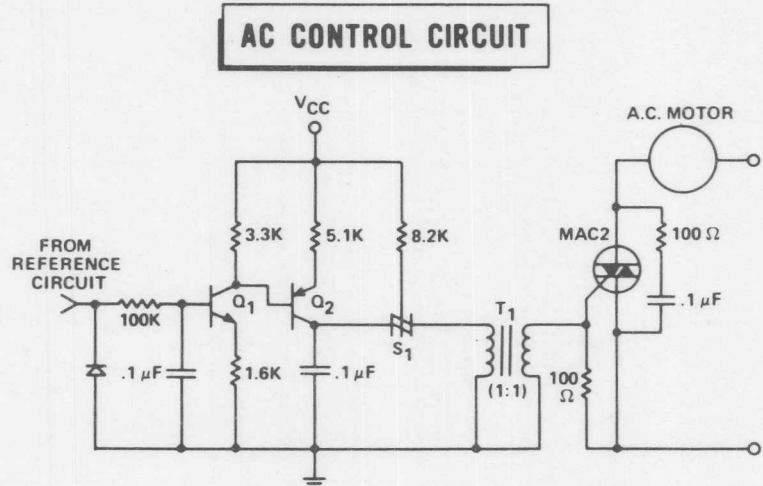 AC CONTROL CIRCUIT
VCC
A.C. MOTOR
3.3K
5.1K
8.2K
MAC2
100 Ω
FROM
REFERENCE
CIRCUIT
Q1
Q2
T1
.1 μF
100K
S1
.1 μF
1.6K
.1 μF
(1:1)
100
Ω